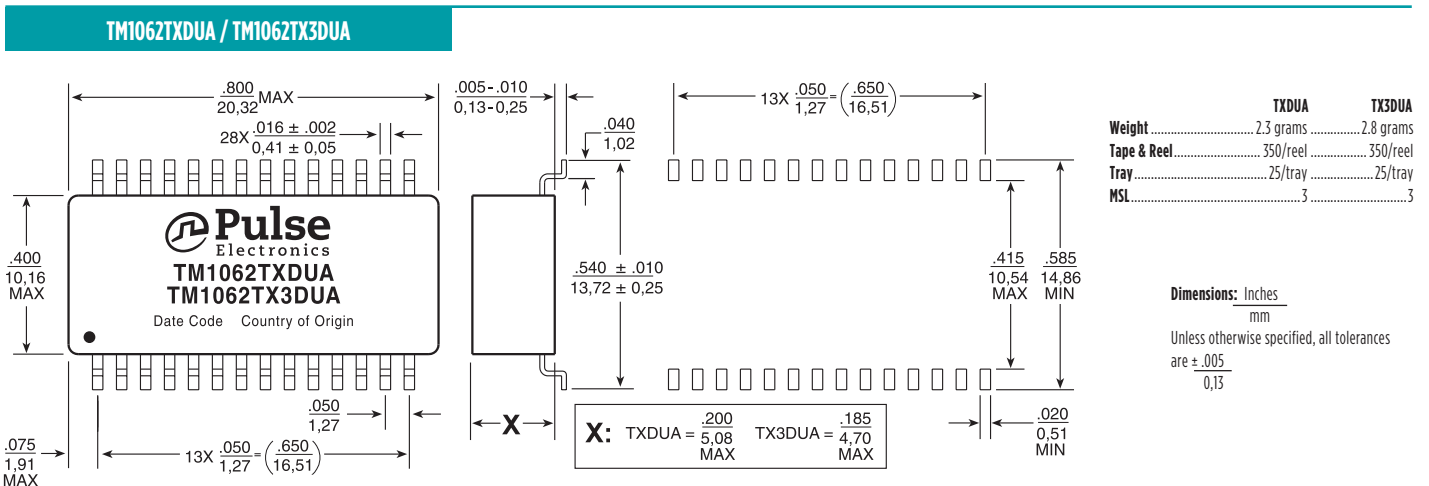 TM1062TXDUA / TM1062TX3DUA
.800
20,32
MAX
28X .016 ± .002
0,41 ± 0,05
.005-.010
0,13-0,25
.040
1,02
13X .050
1,27
= (.650
16,51)
TXDUA TX3DUA
Weight ........ 2.3 grams ........ 2.8 grams
Tape & Reel ........ 350/reel ........ 350/reel
Tray ........ 25/tray ........ 25/tray
MSL ........ 3 ........ 3
Pulse
Electronics
TM1062TXDUA
TM1062TX3DUA
Date Code Country of Origin
.400
10,16
MAX
.540 ± .010
13,72 ± 0,25
.415
10,54
MAX
.585
14,86
MIN
Dimensions: Inches
mm
Unless otherwise specified, all tolerances
are ± .005
0,13
.050
1,27
.075
1,91
MAX
13X .050
1,27
= (.650
16,51)
X
X: TXDUA = .200
5,08
MAX
TX3DUA = .185
4,70
MAX
.020
0,51
MIN